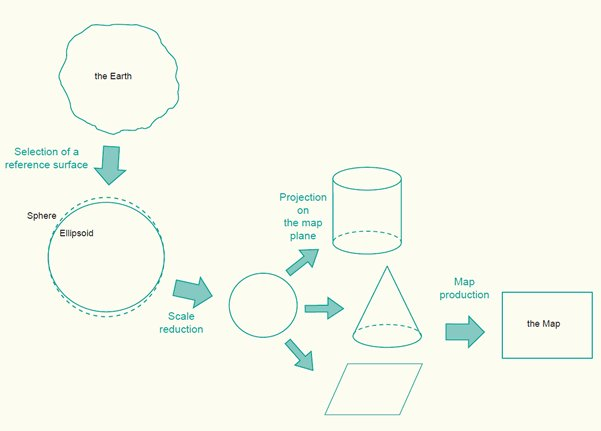 the Earth
Selection of a
reference surface
Sphere
Ellipsoid
Scale
reduction
Projection
on
the map
plane
Map
production
the Map